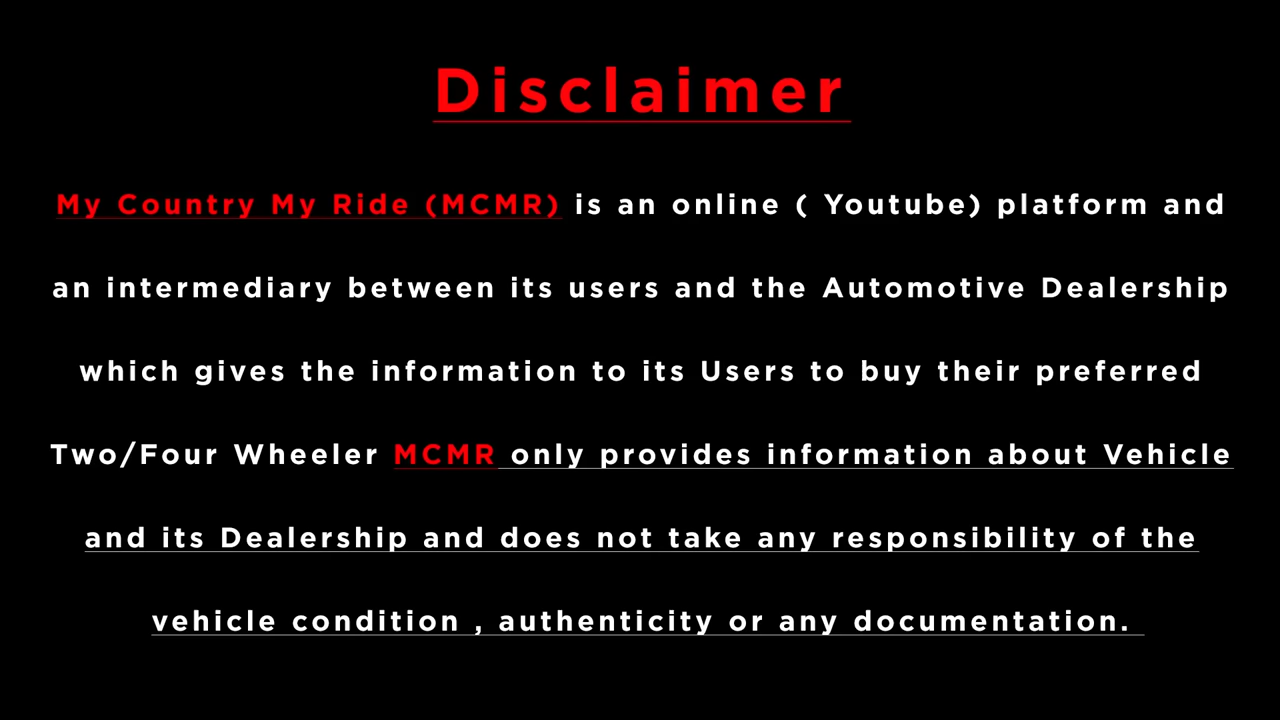 Disclaimer
My Country My Ride (MCMR) is an online ( Youtube) platform and
an intermediary between its users and the Automotive Dealership
which gives the information to its Users to buy their preferred
Two/Four Wheeler MCMR only provides information about Vehicle
and its Dealership and does not take any responsibility of the
vehicle condition , authenticity or any documentation.